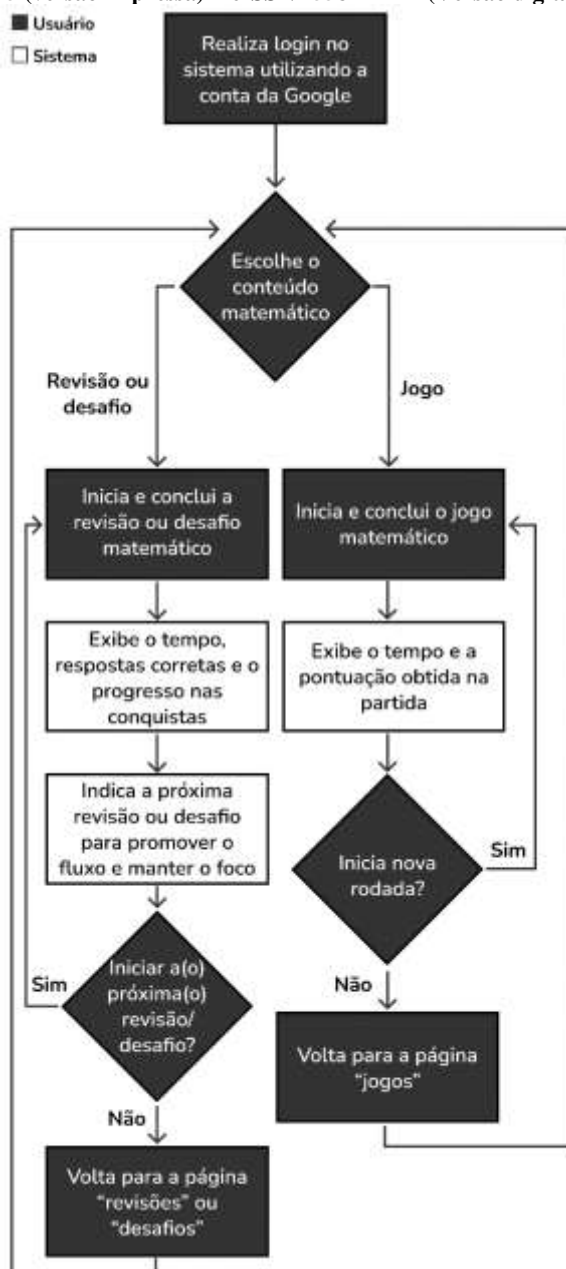 Usuário
Sistema
Realiza login no
sistema utilizando a
conta da Google
Escolhe o
conteúdo
matemático
Revisão ou
desafio
Jogo
Inicia e conclui a
revisão ou desafio
matemático
Inicia e conclui o jogo
matemático
Exibe o tempo,
respostas corretas e o
progresso nas
conquistas
Exibe o tempo e a
pontuação obtida na
partida
Indica a próxima
revisão ou desafio
para promover o
fluxo e manter o foco
Inicia nova
rodada?
Sim
Iniciar a(o)
próxima(o)
revisão/
desafio?
Sim
Não
Volta para a página
“jogos”
Não
Volta para a página
“revisões” ou
“desafios”